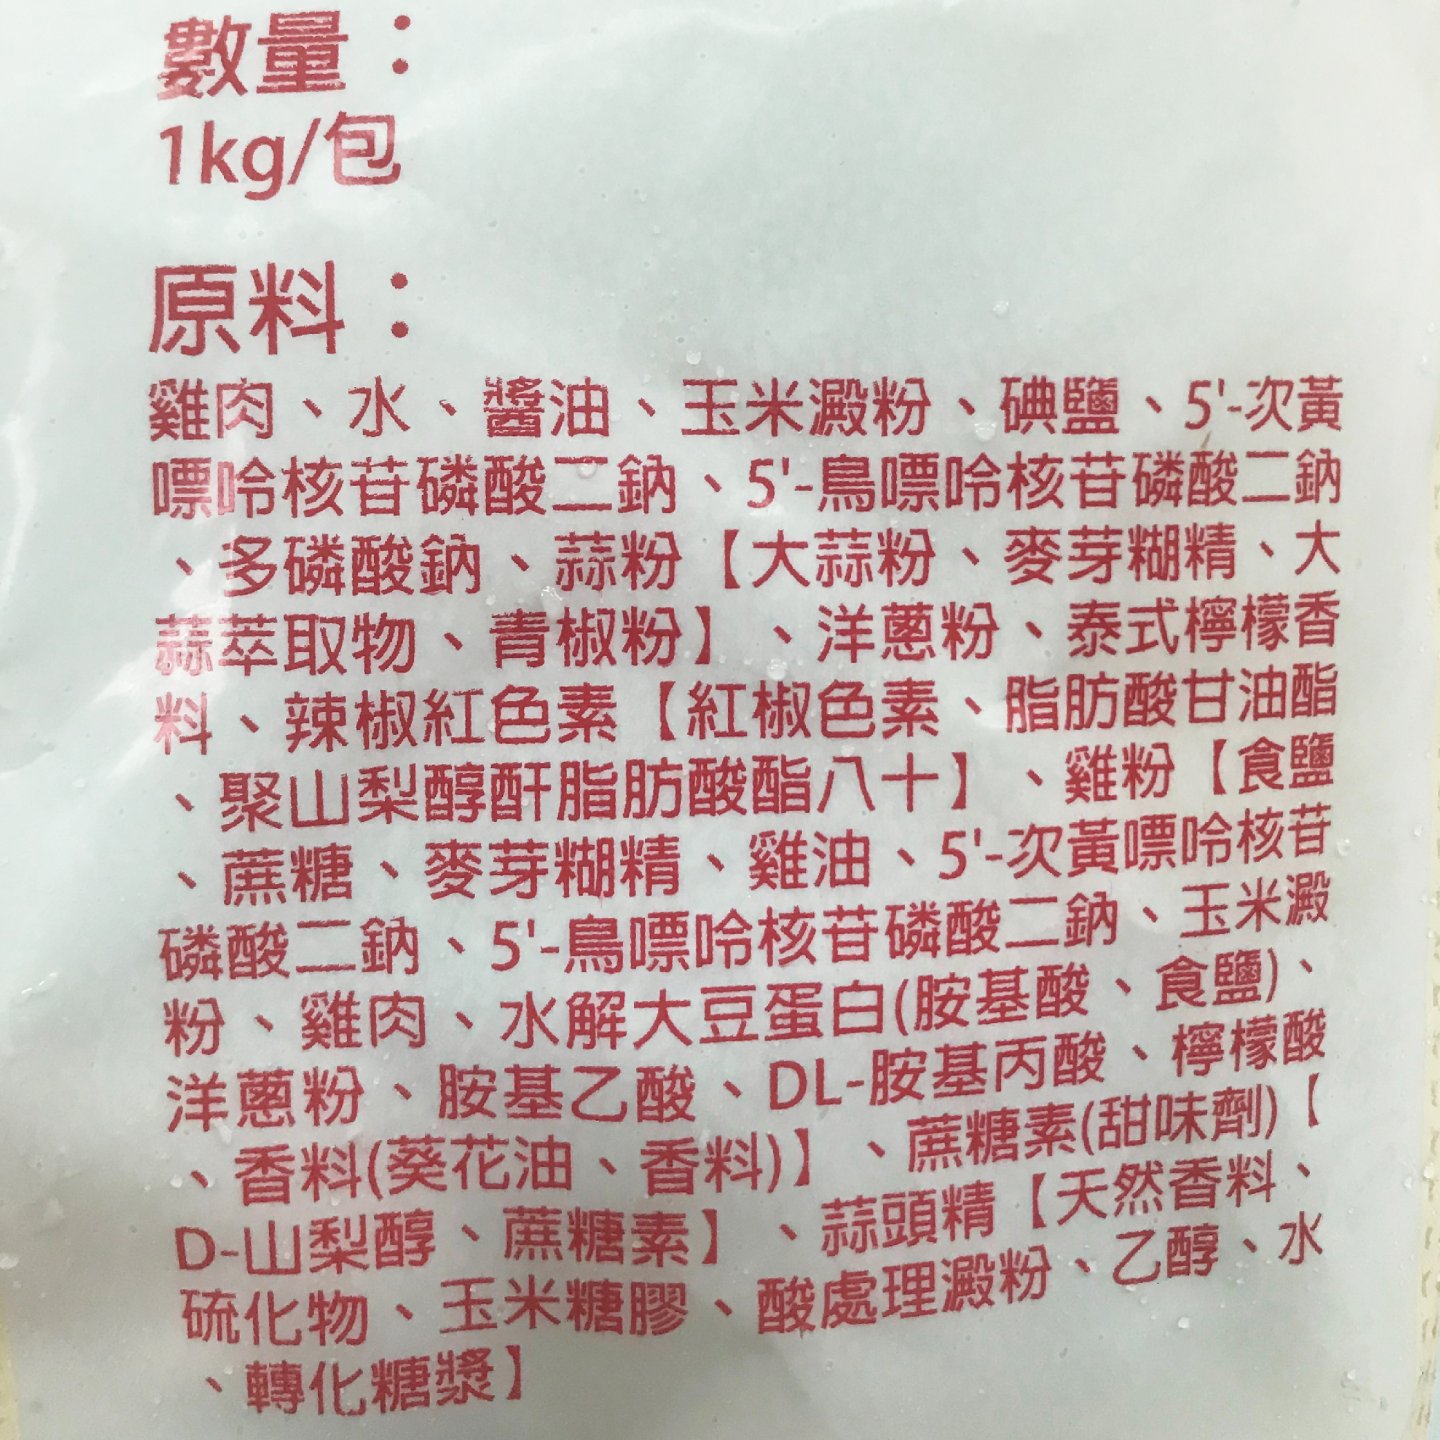 數量：
1kg/包
原料：
雞肉、水、醬油、玉米澱粉、碘鹽、5'-次黃
嘌呤核苷磷酸二鈉、5'-鳥嘌呤核苷磷酸二鈉
、多磷酸鈉、蒜粉【大蒜粉、麥芽糊精、大
蒜萃取物、青椒粉】、洋蔥粉、泰式檸檬香
料、辣椒紅色素【紅椒色素、脂肪酸甘油酯
、聚山梨醇酐脂肪酸酯八十】、雞粉【食鹽
、蔗糖、麥芽糊精、雞油、5'-次黃嘌呤核苷
磷酸二鈉、5'-鳥嘌呤核苷磷酸二鈉、玉米澱
粉、雞肉、水解大豆蛋白(胺基酸、食鹽)、
洋蔥粉、胺基乙酸、DL-胺基丙酸、檸檬酸
、香料(葵花油、香料)】、蔗糖素(甜味劑)【
D-山梨醇、蔗糖素】、蒜頭精【天然香料、
硫化物、玉米糖膠、酸處理澱粉、乙醇、水
、轉化糖漿】